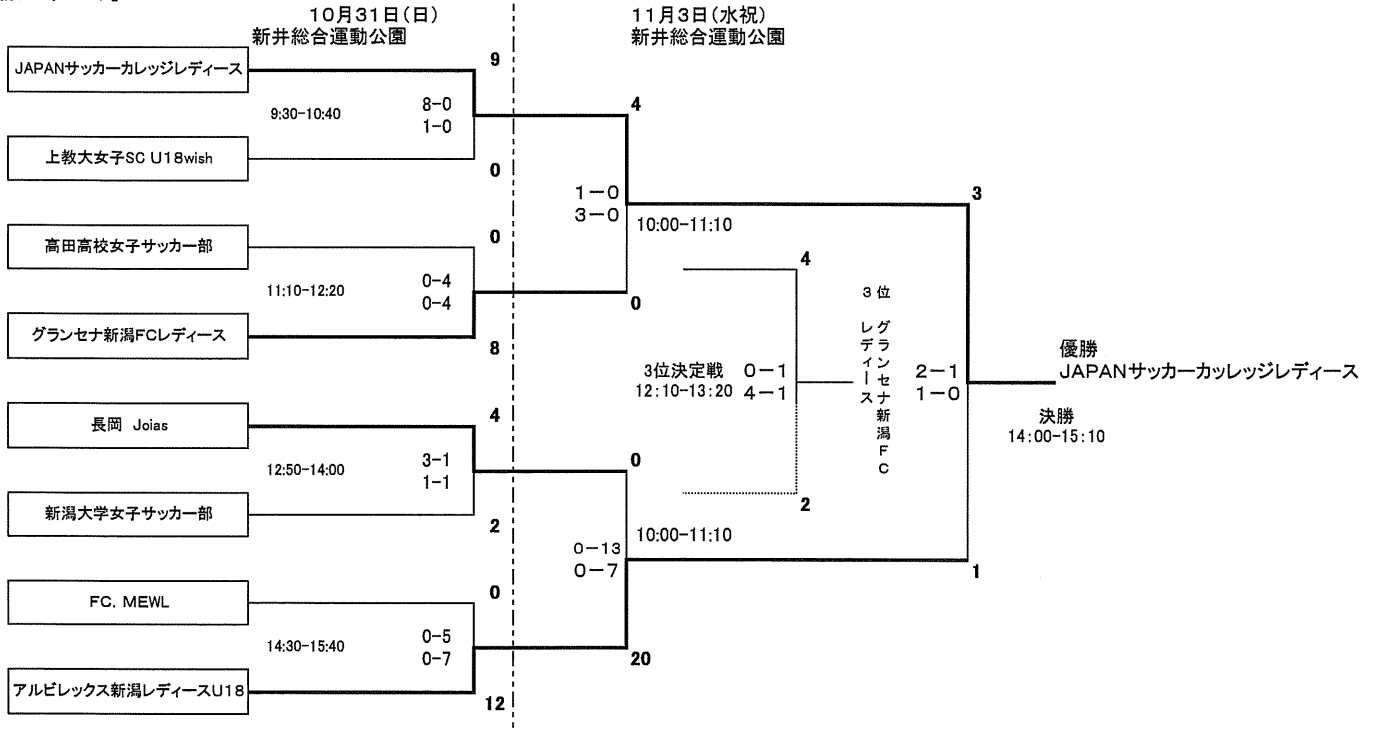 10月31日(日)
新井総合運動公園
11月3日(水祝)
新井総合運動公園
JAPANサッカーカレッジレディース
9
9:30-10:40
8-0
1-0
上教大女子SC U18wish
0
4
1-0
3-0
10:00-11:10
高田高校女子サッカー部
0
11:10-12:20
0-4
0-4
グランセナ新潟FCレディース
8
0
3
4
3位
グランセナ新潟FC
レディース
3位決定戦
12:10-13:20
0-1
4-1
2
2-1
1-0
優勝
JAPANサッカーカッレッジレディース
決勝
14:00-15:10
長岡 Joias
4
12:50-14:00
3-1
1-1
新潟大学女子サッカー部
2
0
10:00-11:10
0-13
0-7
1
FC. MEWL
0
14:30-15:40
0-5
0-7
アルビレックス新潟レディースU18
12
20